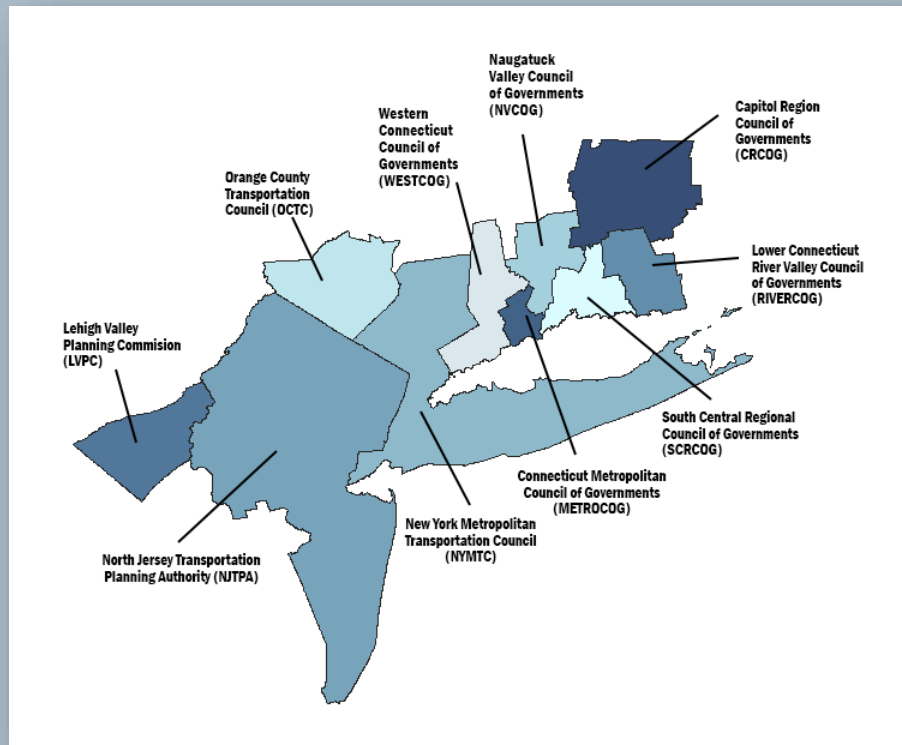 Naugatuck
Valley Council
of Governments
(NVCOG)
Western
Connecticut
Council of
Governments
(WESTCOG)
Capitol Region
Council of
Governments
(CRCOG)
Orange County
Transportation
Council (OCTC)
Lower Connecticut
River Valley Council
of Governments
(RIVERCOG)
Lehigh Valley
Planning Commision
(LVPC)
South Central Regional
Council of Governments
(SCRCOG)
Connecticut Metropolitan
Council of Governments
(METROCOG)
New York Metropolitan
Transportation Council
(NYMTC)
North Jersey Transportation
Planning Authority (NJTPA)